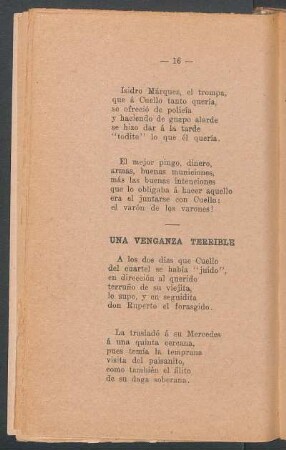 — 16 —
Isidro Márquez, el trompa,
que á Cuello tanto quería,
se ofreció de policía
y haciendo de guapo alarde
se hizo dar á la tarde
"todito" lo que él quería.
El mejor pingo, dinero,
armas, buenas municiones,
más las buenas intenciones
que lo obligaba á hacer aquello
era el juntarse con Cuello:
el varón de los varones!
UNA VENGANZA TERRIBLE
A los dos días que Cuello
del cuartel se había "juido",
en dirección al querido
terruño de su viejita,
lo supo, y en seguidita
don Ruperto el forasgido.
La trasladó á su Mercedes
á una quinta cercana,
pues temía la temprana
visita del paisanito,
como también el filito
de su daga soberana.